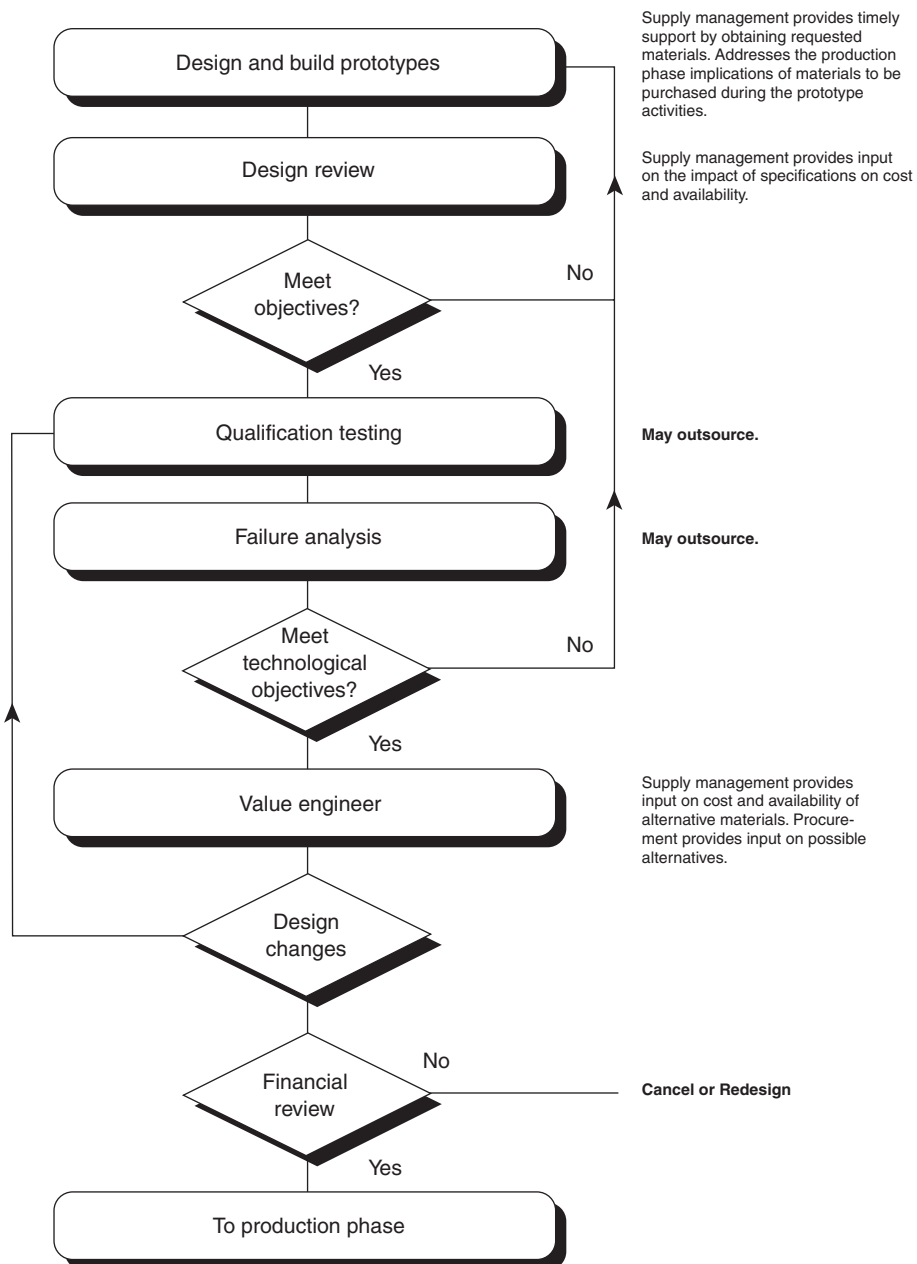 Design and build prototypes
Supply management provides timely
support by obtaining requested
materials. Addresses the production
phase implications of materials to be
purchased during the prototype
activities.
Design review
Supply management provides input
on the impact of specifications on cost
and availability.
Meet
objectives?
No
Yes
Qualification testing
May outsource.
Failure analysis
May outsource.
Meet
technological
objectives?
No
Yes
Value engineer
Supply management provides
input on cost and availability of
alternative materials. Procure-
ment provides input on possible
alternatives.
Design
changes
Financial
review
No
Cancel or Redesign
Yes
To production phase